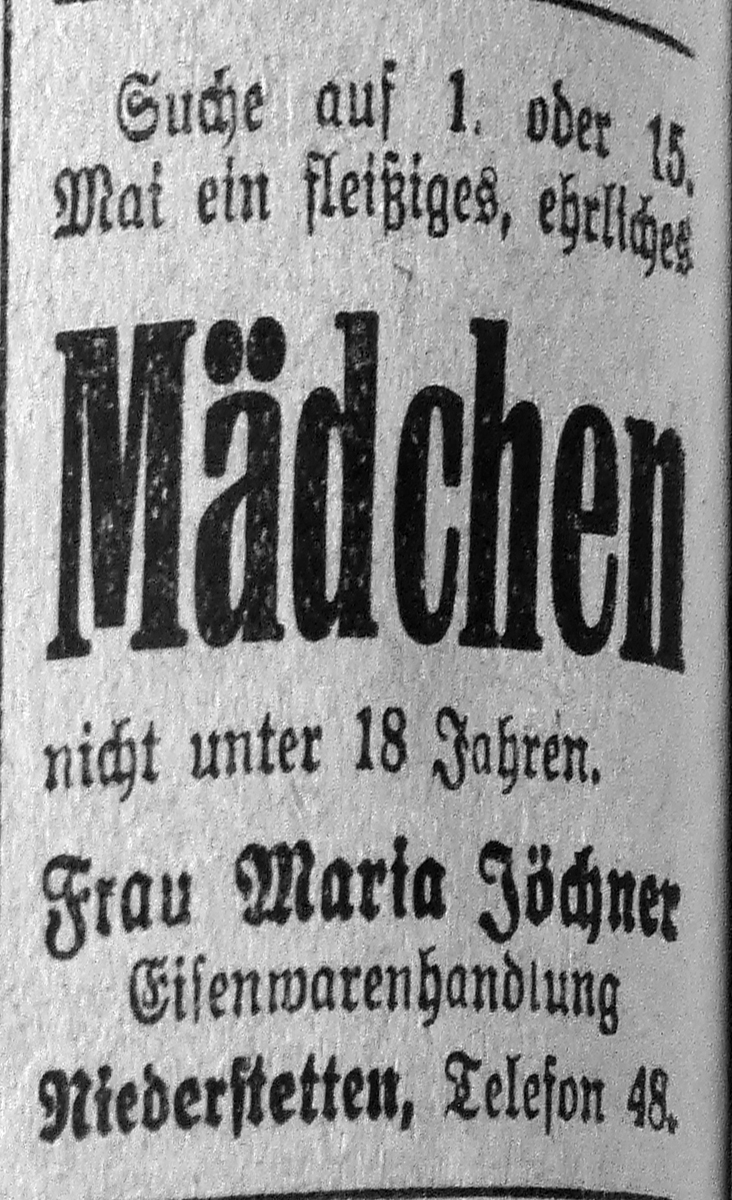 Suche auf 1. oder 15.
Mai ein fleißiges, ehrliches
Mädchen
nicht unter 18 Jahren.
Frau Maria Jöchner
Eisenwarenhandlung
Niederstetten, Telefon 48.